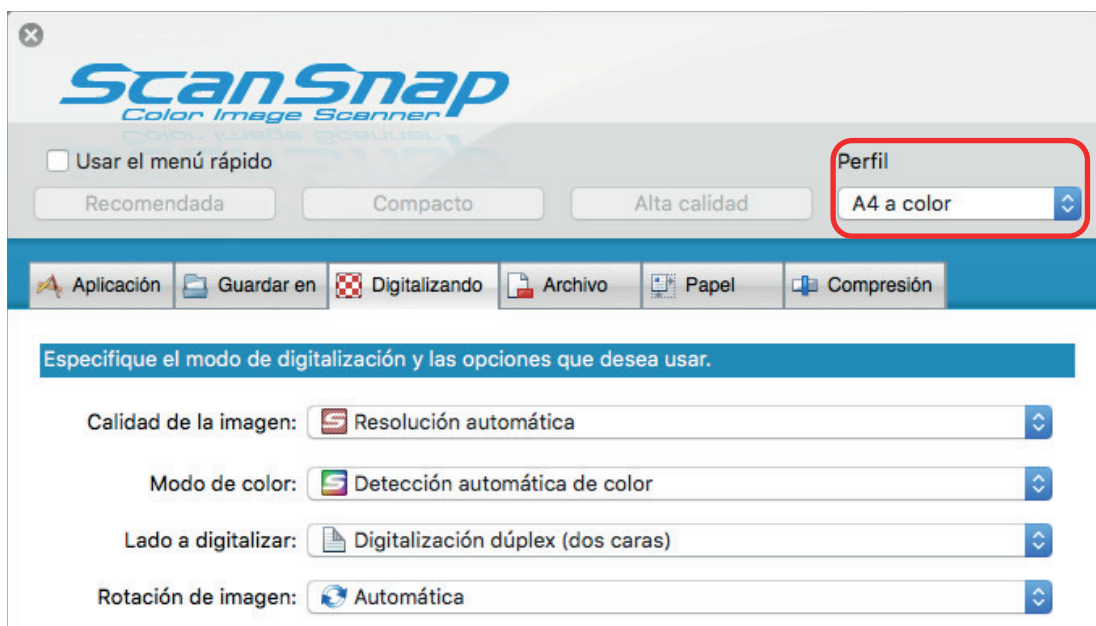 ScanSnap
Color Image Scanner
Usar el menú rápido
Perfil
Recomendada Compacto Alta calidad A4 a color
Aplicación Guardar en Digitalizando Archivo Papel Compresión
Especifique el modo de digitalización y las opciones que desea usar.
Calidad de la imagen: Resolución automática
Modo de color: Detección automática de color
Lado a digitalizar: Digitalización dúplex (dos caras)
Rotación de imagen: Automática